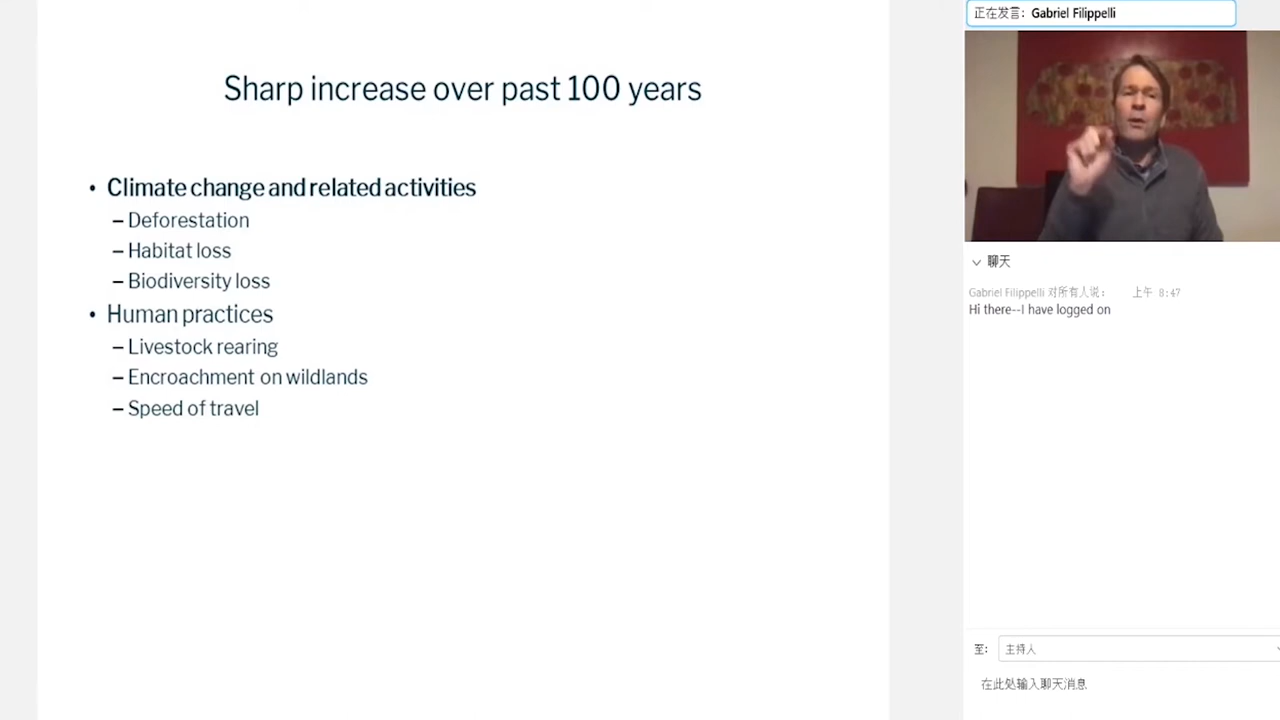 Sharp increase over past 100 years
• Climate change and related activities
– Deforestation
– Habitat loss
– Biodiversity loss
• Human practices
– Livestock rearing
– Encroachment on wildlands
– Speed of travel
正在发言: Gabriel Filippelli
聊天
Gabriel Filippelli 对所有人说: 上午 8:47
Hi there--I have logged on
至: 主持人
在此处输入聊天消息